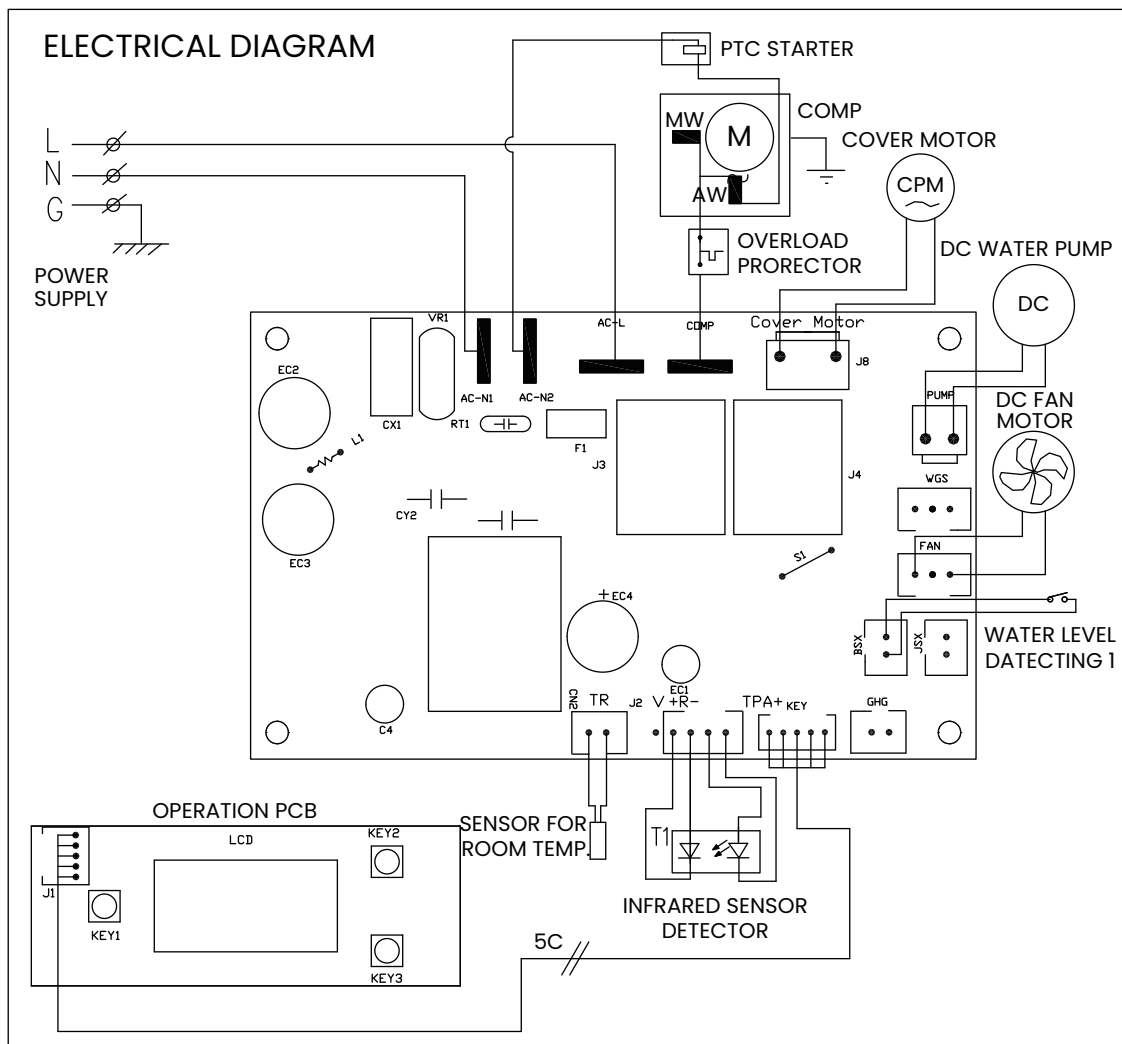 ELECTRICAL DIAGRAM
PTC STARTER
L
N
G
POWER
SUPPLY
COMP
MW
M
AW
COVER MOTOR
CPM
OVERLOAD
PRORECTOR
DC WATER PUMP
DC
VR1
AC-L
COMP
Cover Motor
J8
EC2
CX1
AC-N1
AC-N2
RT1
F1
J3
J4
L1
PUMP
DC FAN
MOTOR
WGS
CY2
EC3
S1
FAN
+
EC4
BSX
JSX
WATER LEVEL
DATECTING 1
EC1
C4
CN2
TR
J2
V +R-
TPA+
KEY
GHG
OPERATION PCB
LCD
KEY2
J1
KEY1
KEY3
SENSOR FOR
ROOM TEMP.
T1
INFRARED SENSOR
DETECTOR
5C